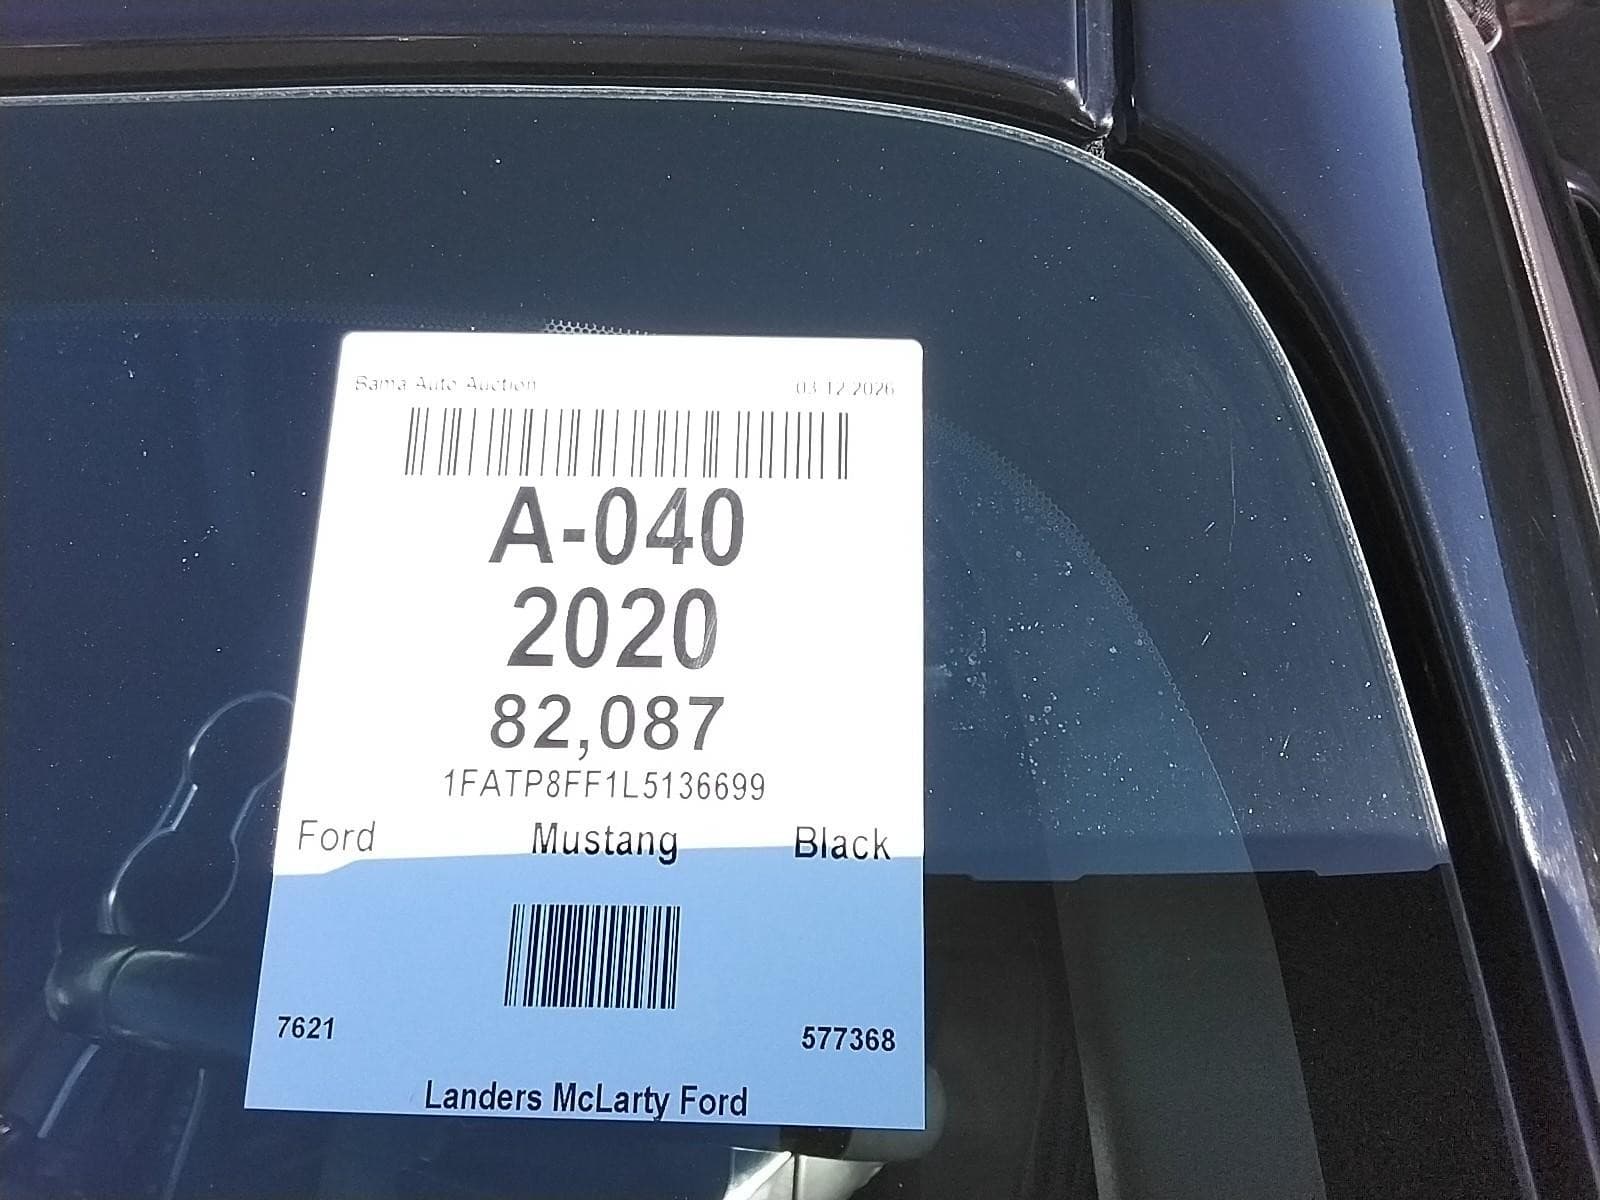 Bama Auto Auction 03.12.2026
A-040
2020
82,087
1FATP8FF1L5136699
Ford Mustang Black
7621 577368
Landers McLarty Ford